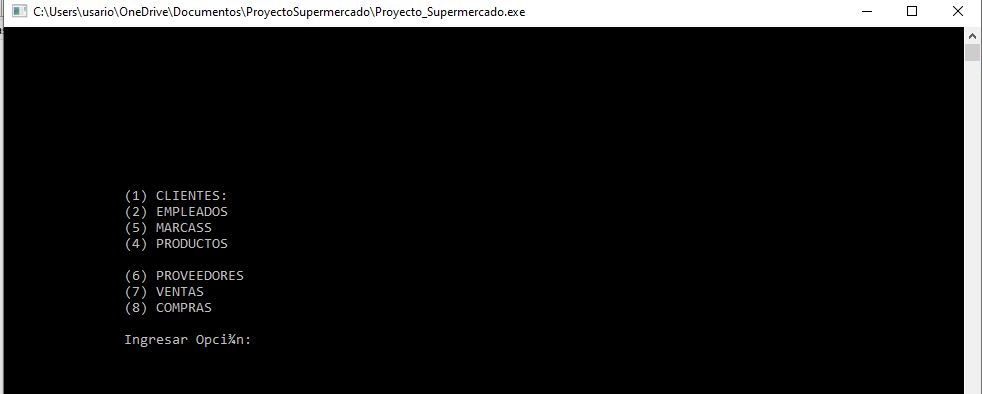 C:\Users\usario\OneDrive\Documentos\ProyectoSupermercado\Proyecto_Supermercado.exe
(1) CLIENTES:
(2) EMPLEADOS
(5) MARCASS
(4) PRODUCTOS
(6) PROVEEDORES
(7) VENTAS
(8) COMPRAS
Ingresar Opci¾n: